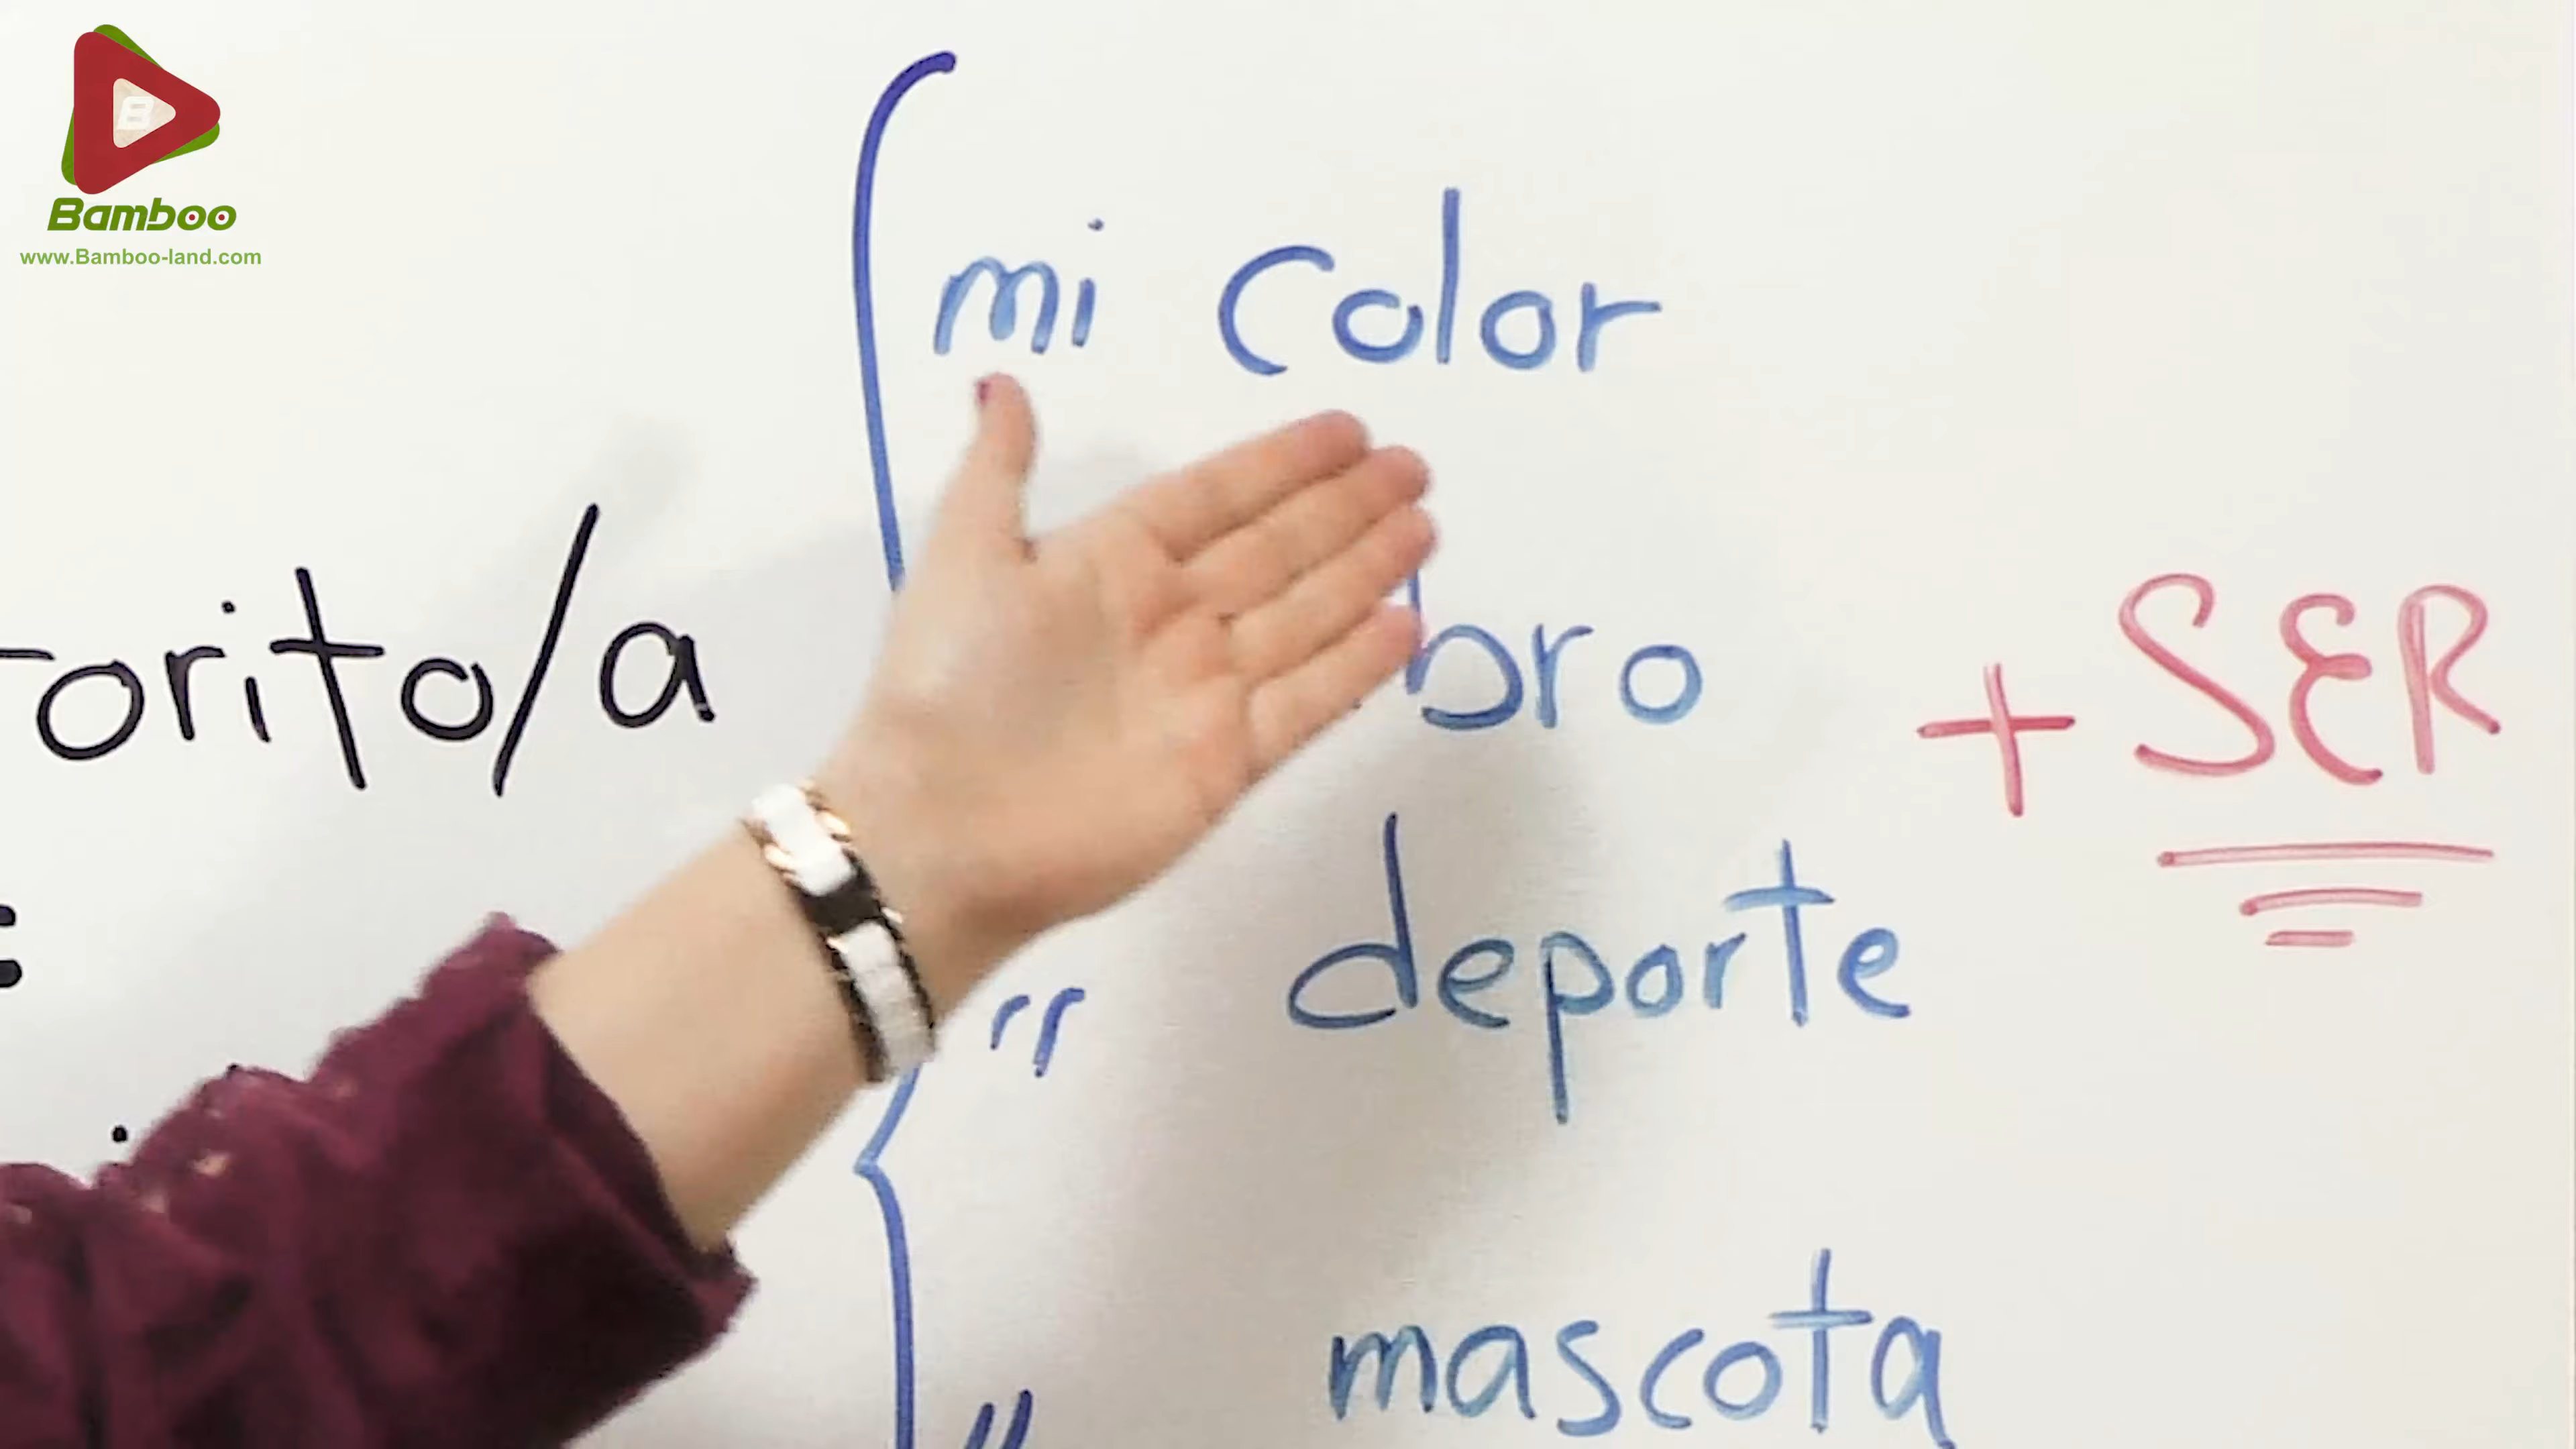 Bamboo
www.Bamboo-land.com
mi color
orito/a
bro
+ SER
" deporte
" mascota